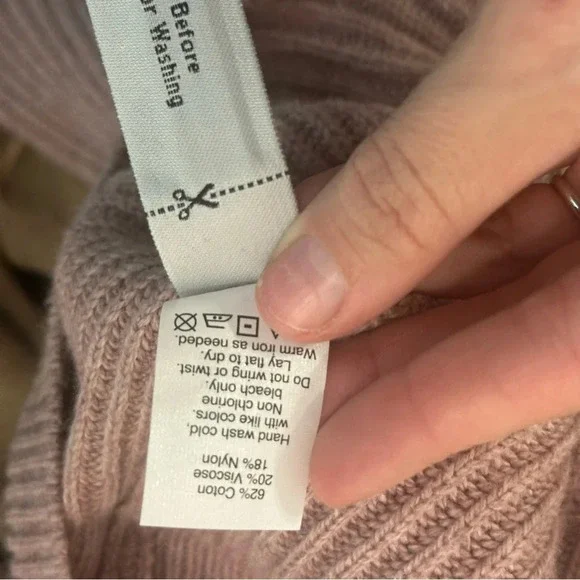 Before
r Washing
62% Cotton
20% Viscose
18% Nylon
Hand wash cold,
with like colors.
Non chlorine
bleach only.
Do not wring or twist.
Lay flat to dry.
Warm iron as needed.